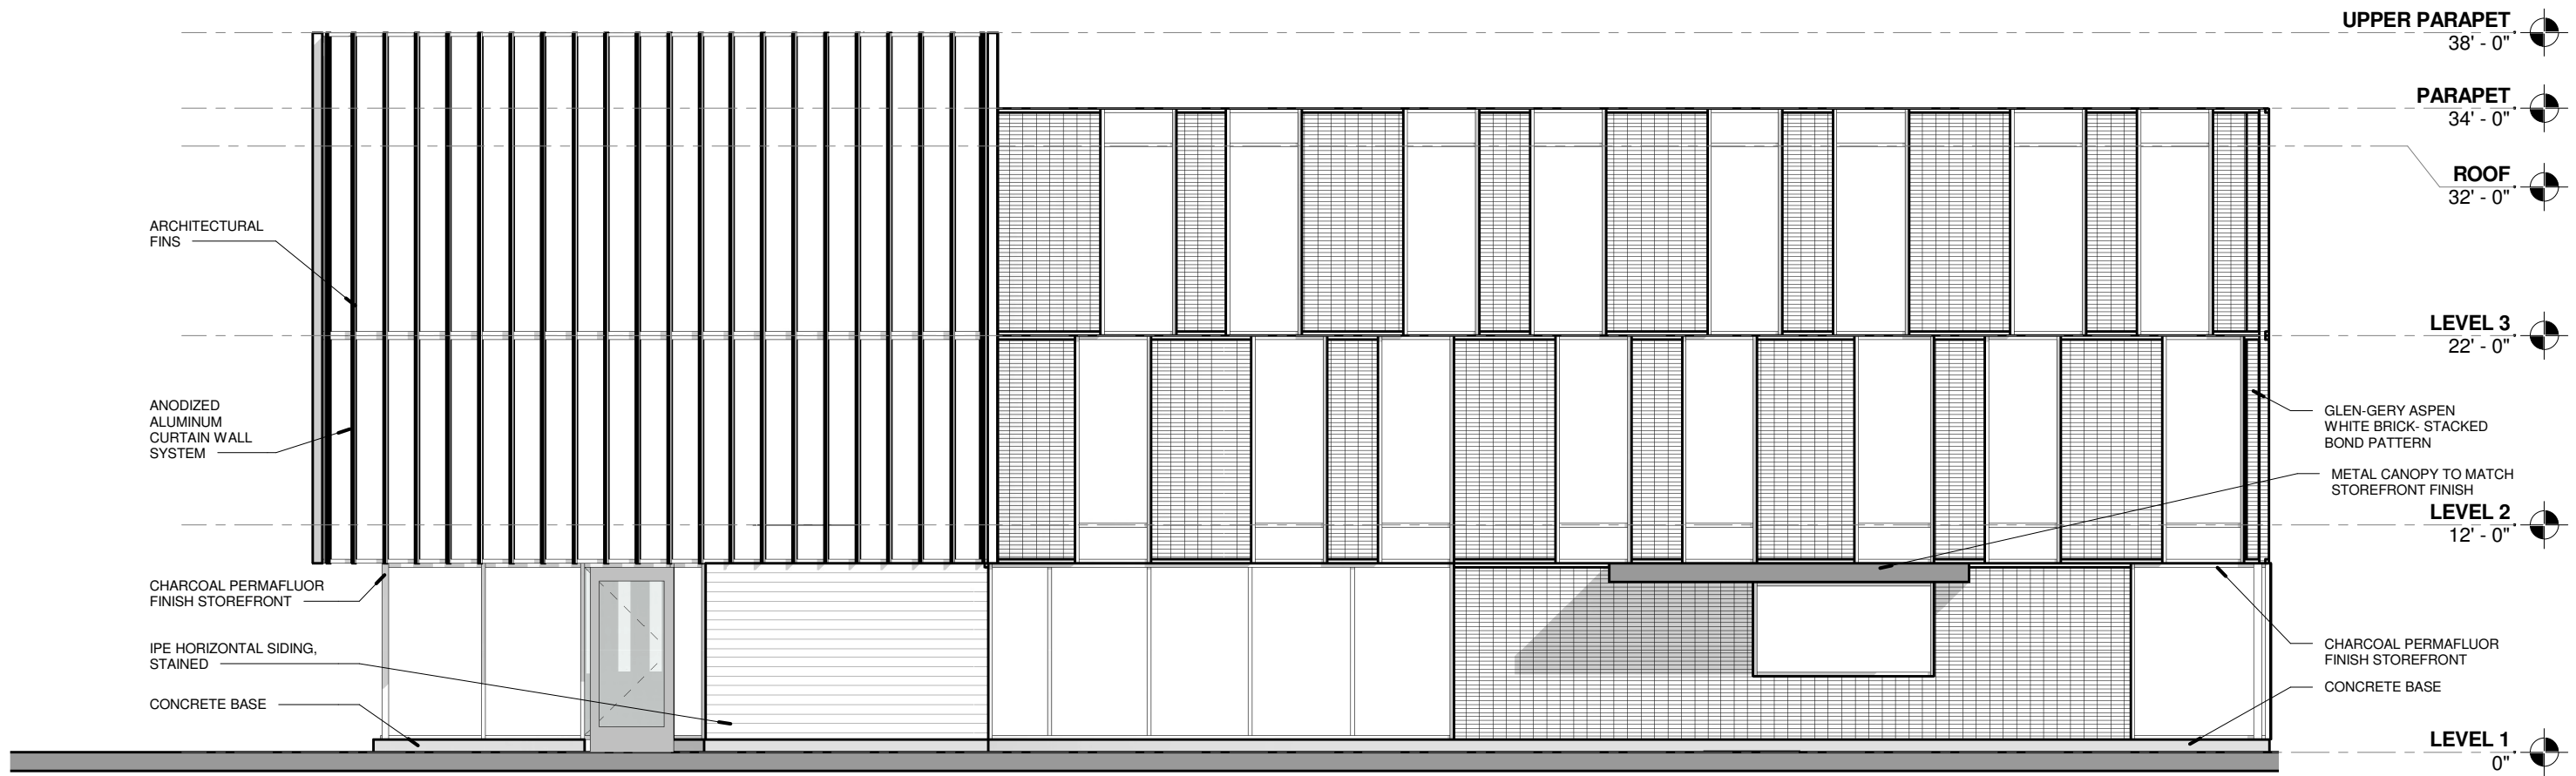 UPPER PARAPET
38' - 0"
PARAPET
34' - 0"
ROOF
32' - 0"
ARCHITECTURAL
FINS
LEVEL 3
22' - 0"
ANODIZED
ALUMINUM
CURTAIN WALL
SYSTEM
GLEN-GERY ASPEN
WHITE BRICK- STACKED
BOND PATTERN
METAL CANOPY TO MATCH
STOREFRONT FINISH
LEVEL 2
12' - 0"
CHARCOAL PERMAFLUOR
FINISH STOREFRONT
IPE HORIZONTAL SIDING,
STAINED
CONCRETE BASE
CHARCOAL PERMAFLUOR
FINISH STOREFRONT
CONCRETE BASE
LEVEL 1
0"